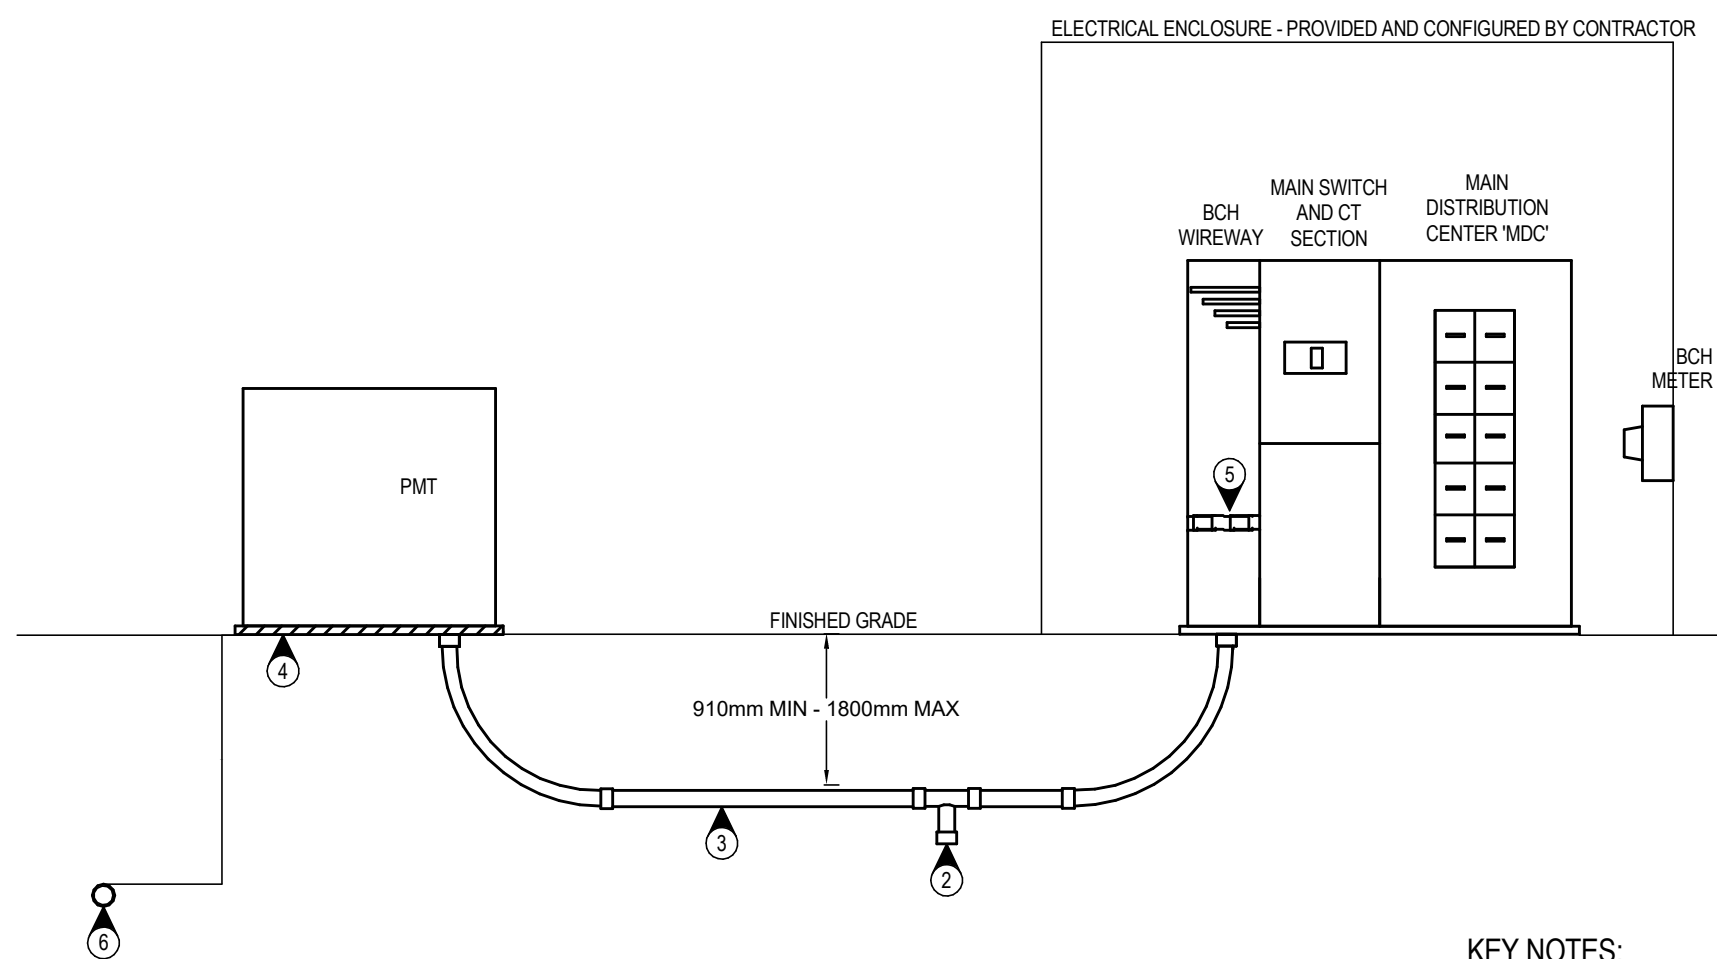 ELECTRICAL ENCLOSURE - PROVIDED AND CONFIGURED BY CONTRACTOR
BCH
WIREWAY
MAIN SWITCH
AND CT
SECTION
MAIN
DISTRIBUTION
CENTER 'MDC'
BCH
METER
5
PMT
FINISHED GRADE
4
910mm MIN - 1800mm MAX
3
2
6
KEY NOTES: